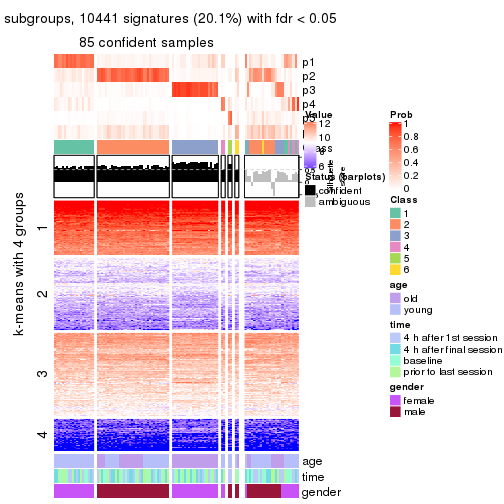 subgroups, 10441 signatures (20.1%) with fdr < 0.05
85 confident samples
p1
p2
p3
p4
Value
12
10
8
6
Status (barplots)
confident
ambiguous
Prob
1
0.8
0.6
0.4
0.2
0
Class
1
2
3
4
5
6
age
old
young
time
4 h after 1st session
4 h after final session
baseline
prior to last session
gender
female
male
k-means with 4 groups
1
2
3
4
age
time
gender